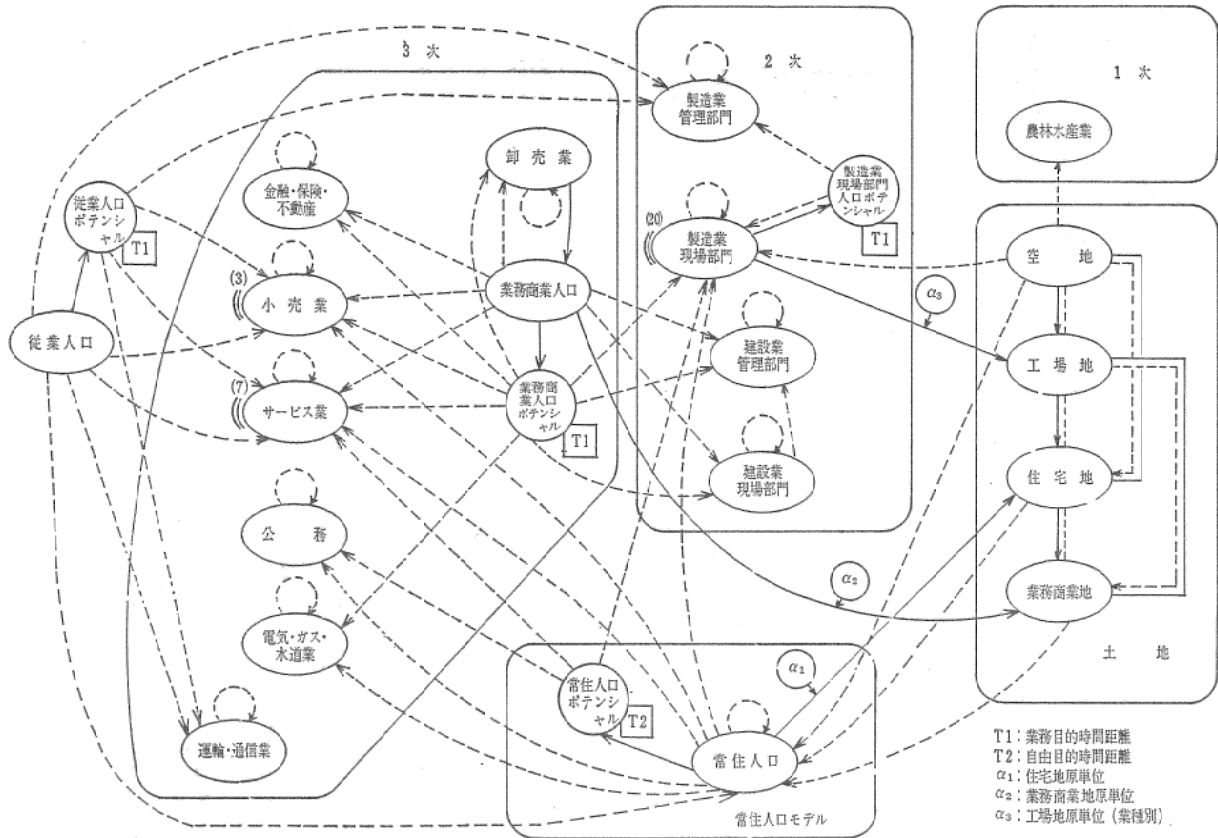 3 次
2 次
1 次
製造業
管理部門
農林水産業
卸 売 業
金融・保険・
不動産
従業人口
ポテンシ
ャル
T1
製造業
現場部門
人口ポテ
ンシャル
T1
(20)
製造業
現場部門
空 地
(3)
小 売 業
業務商業人口
α3
従業人口
建設業
管理部門
工 場 地
(7)
サービス業
業務商
業人口
ポテンシ
ャル
T1
建設業
現場部門
住 宅 地
公 務
α2
業務商業地
電気・ガス・
水道業
土 地
α1
常住人口
ポテンシ
ャル
T2
運輸・通信業
常住人口
常住人口モデル
T1:業務目的時間距離
T2:自由目的時間距離
α1:住宅地原単位
α2:業務商業地原単位
α3:工場地原単位(業種別)